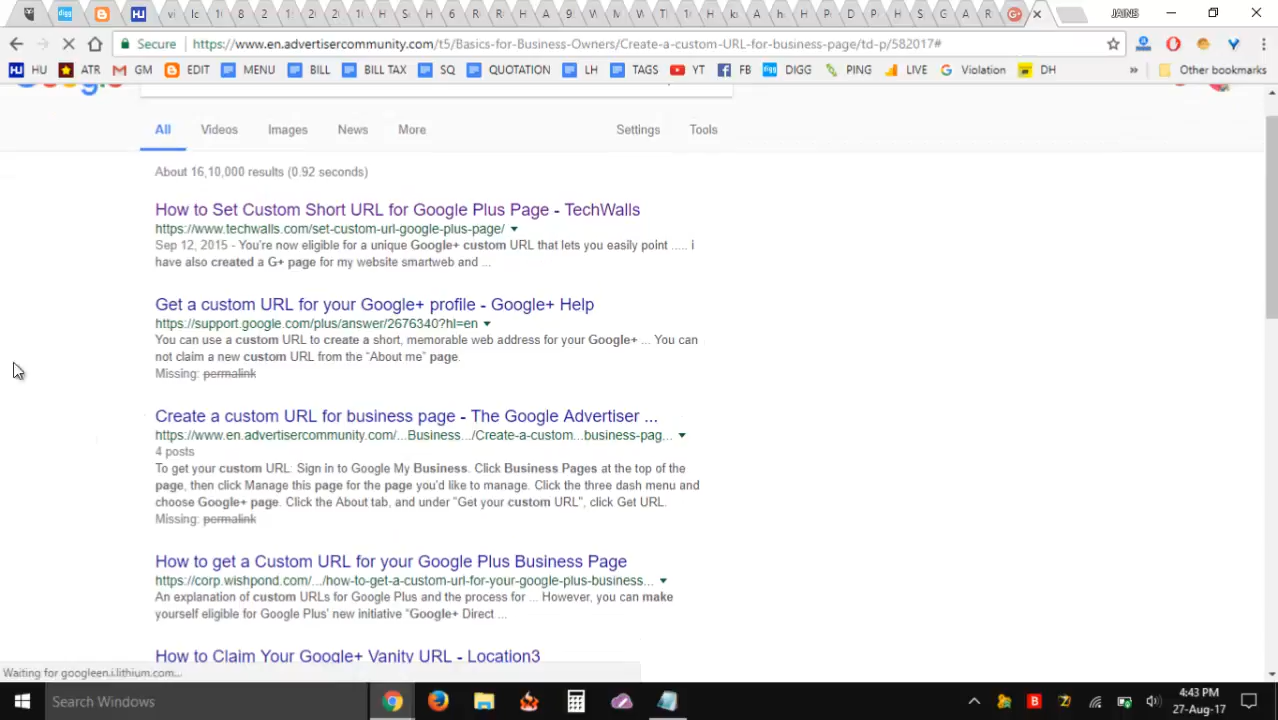 JAINS
Secure https://www.en.advertisercommunity.com/t5/Basics-for-Business-Owners/Create-a-custom-URL-for-business-page/td-p/582017#
HU ATR GM EDIT MENU BILL BILL TAX SQ QUOTATION LH TAGS YT FB DIGG PING LIVE Violation DH » Other bookmarks
All Videos Images News More Settings Tools
About 16,10,000 results (0.92 seconds)
How to Set Custom Short URL for Google Plus Page - TechWalls
https://www.techwalls.com/set-custom-url-google-plus-page/
Sep 12, 2015 - You're now eligible for a unique Google+ custom URL that lets you easily point ..... i
have also created a G+ page for my website smartweb and ...
Get a custom URL for your Google+ profile - Google+ Help
https://support.google.com/plus/answer/2676340?hl=en
You can use a custom URL to create a short, memorable web address for your Google+ ... You can
not claim a new custom URL from the “About me” page.
Missing: permalink
Create a custom URL for business page - The Google Advertiser ...
https://www.en.advertisercommunity.com/...Business.../Create-a-custom...business-pag...
4 posts
To get your custom URL: Sign in to Google My Business. Click Business Pages at the top of the
page, then click Manage this page for the page you'd like to manage. Click the three dash menu and
choose Google+ page. Click the About tab, and under "Get your custom URL", click Get URL.
Missing: permalink
How to get a Custom URL for your Google Plus Business Page
https://corp.wishpond.com/.../how-to-get-a-custom-url-for-your-google-plus-business...
An explanation of custom URLs for Google Plus and the process for ... However, you can make
yourself eligible for Google Plus' new initiative “Google+ Direct ...
How to Claim Your Google+ Vanity URL - Location3
Waiting for googleen.i.lithium.com...
Search Windows
4:43 PM
27-Aug-17